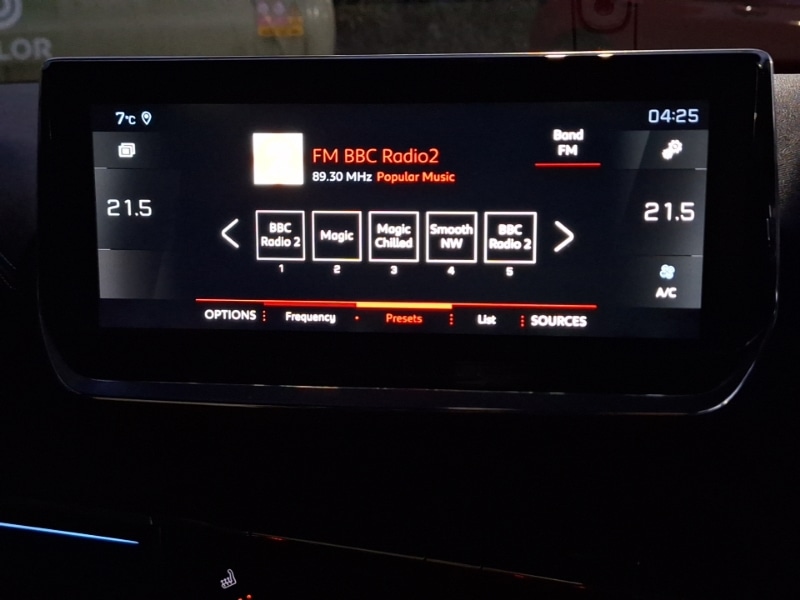 LOR
7°C
04:25
FM BBC Radio2
Band
FM
89.30 MHz Popular Music
21.5
21.5
BBC
Radio 2
Magic
Magic
Chilled
Smooth
NW
BBC
Radio 2
1
2
3
4
5
A/C
OPTIONS
Frequency
Presets
List
SOURCES